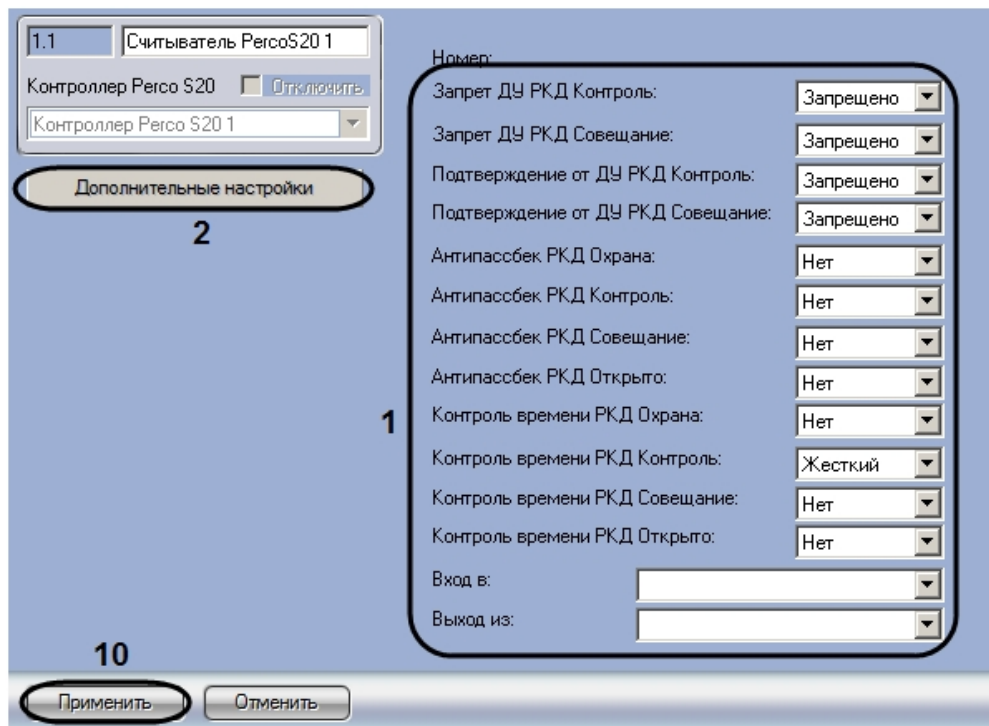 1.1 Считыватель PercoS20 1
Контроллер Perco S20 Отключить
Контроллер Perco S20 1
Дополнительные настройки
2
Номер:
Запрет ДУ РКД Контроль: Запрещено
Запрет ДУ РКД Совещание: Запрещено
Подтверждение от ДУ РКД Контроль: Запрещено
Подтверждение от ДУ РКД Совещание: Запрещено
Антипассбек РКД Охрана: Нет
Антипассбек РКД Контроль: Нет
Антипассбек РКД Совещание: Нет
Антипассбек РКД Открыто: Нет
1
Контроль времени РКД Охрана: Нет
Контроль времени РКД Контроль: Жесткий
Контроль времени РКД Совещание: Нет
Контроль времени РКД Открыто: Нет
Вход в:
Выход из:
10
Применить Отменить